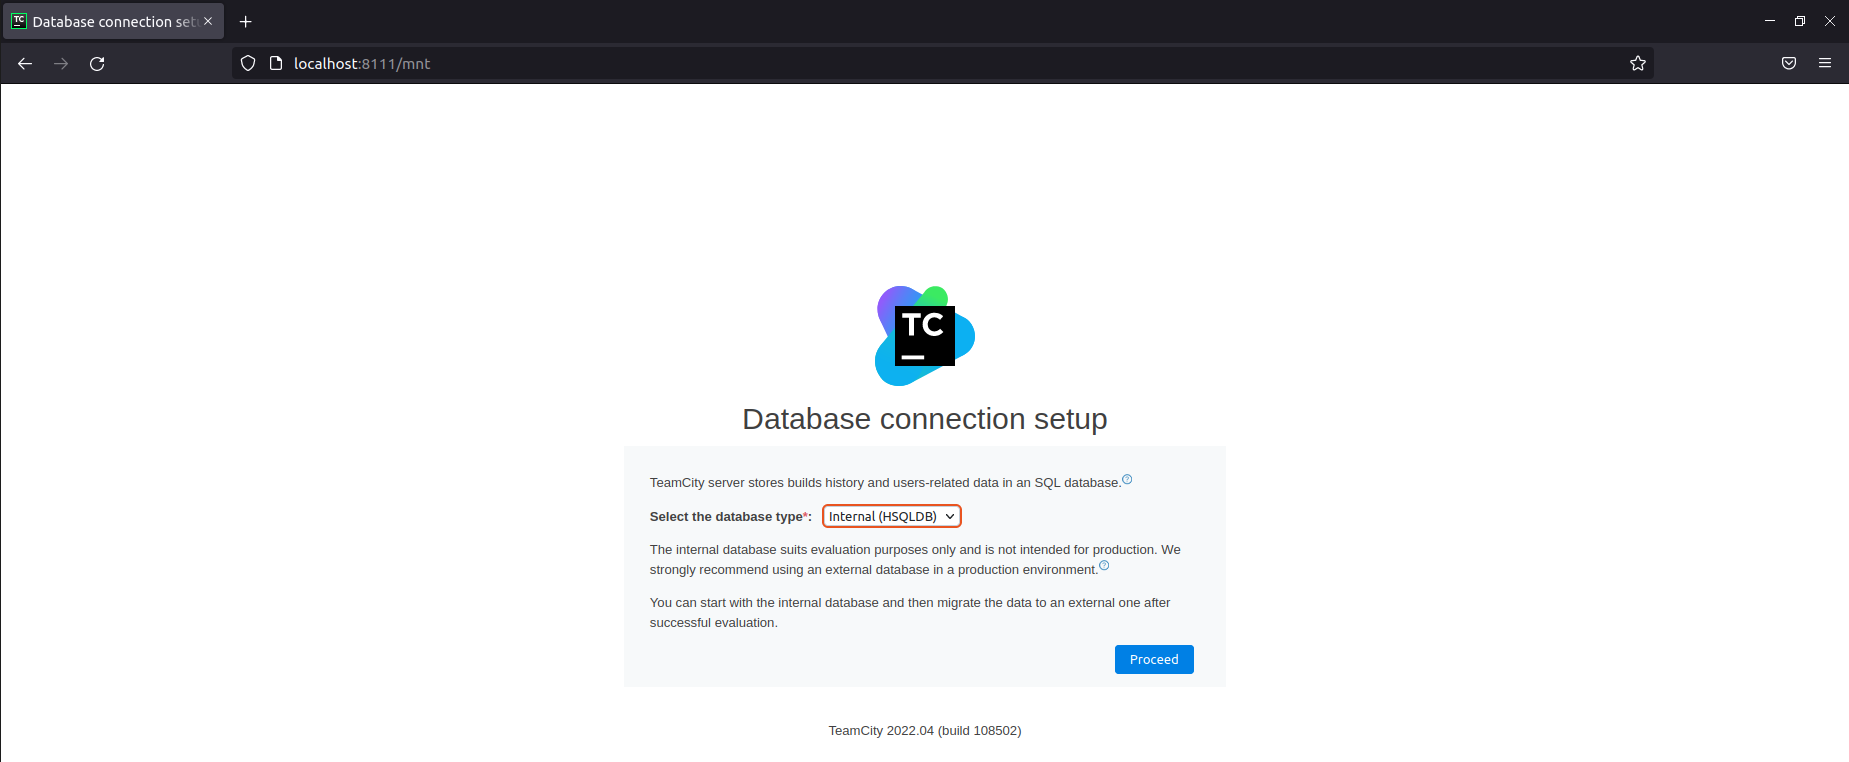 TC Database connection set
localhost:8111/mnt
TC
Database connection setup
TeamCity server stores builds history and users-related data in an SQL database.?
Select the database type*: Internal (HSQLDB)
The internal database suits evaluation purposes only and is not intended for production. We
strongly recommend using an external database in a production environment.?
You can start with the internal database and then migrate the data to an external one after
successful evaluation.
Proceed
TeamCity 2022.04 (build 108502)